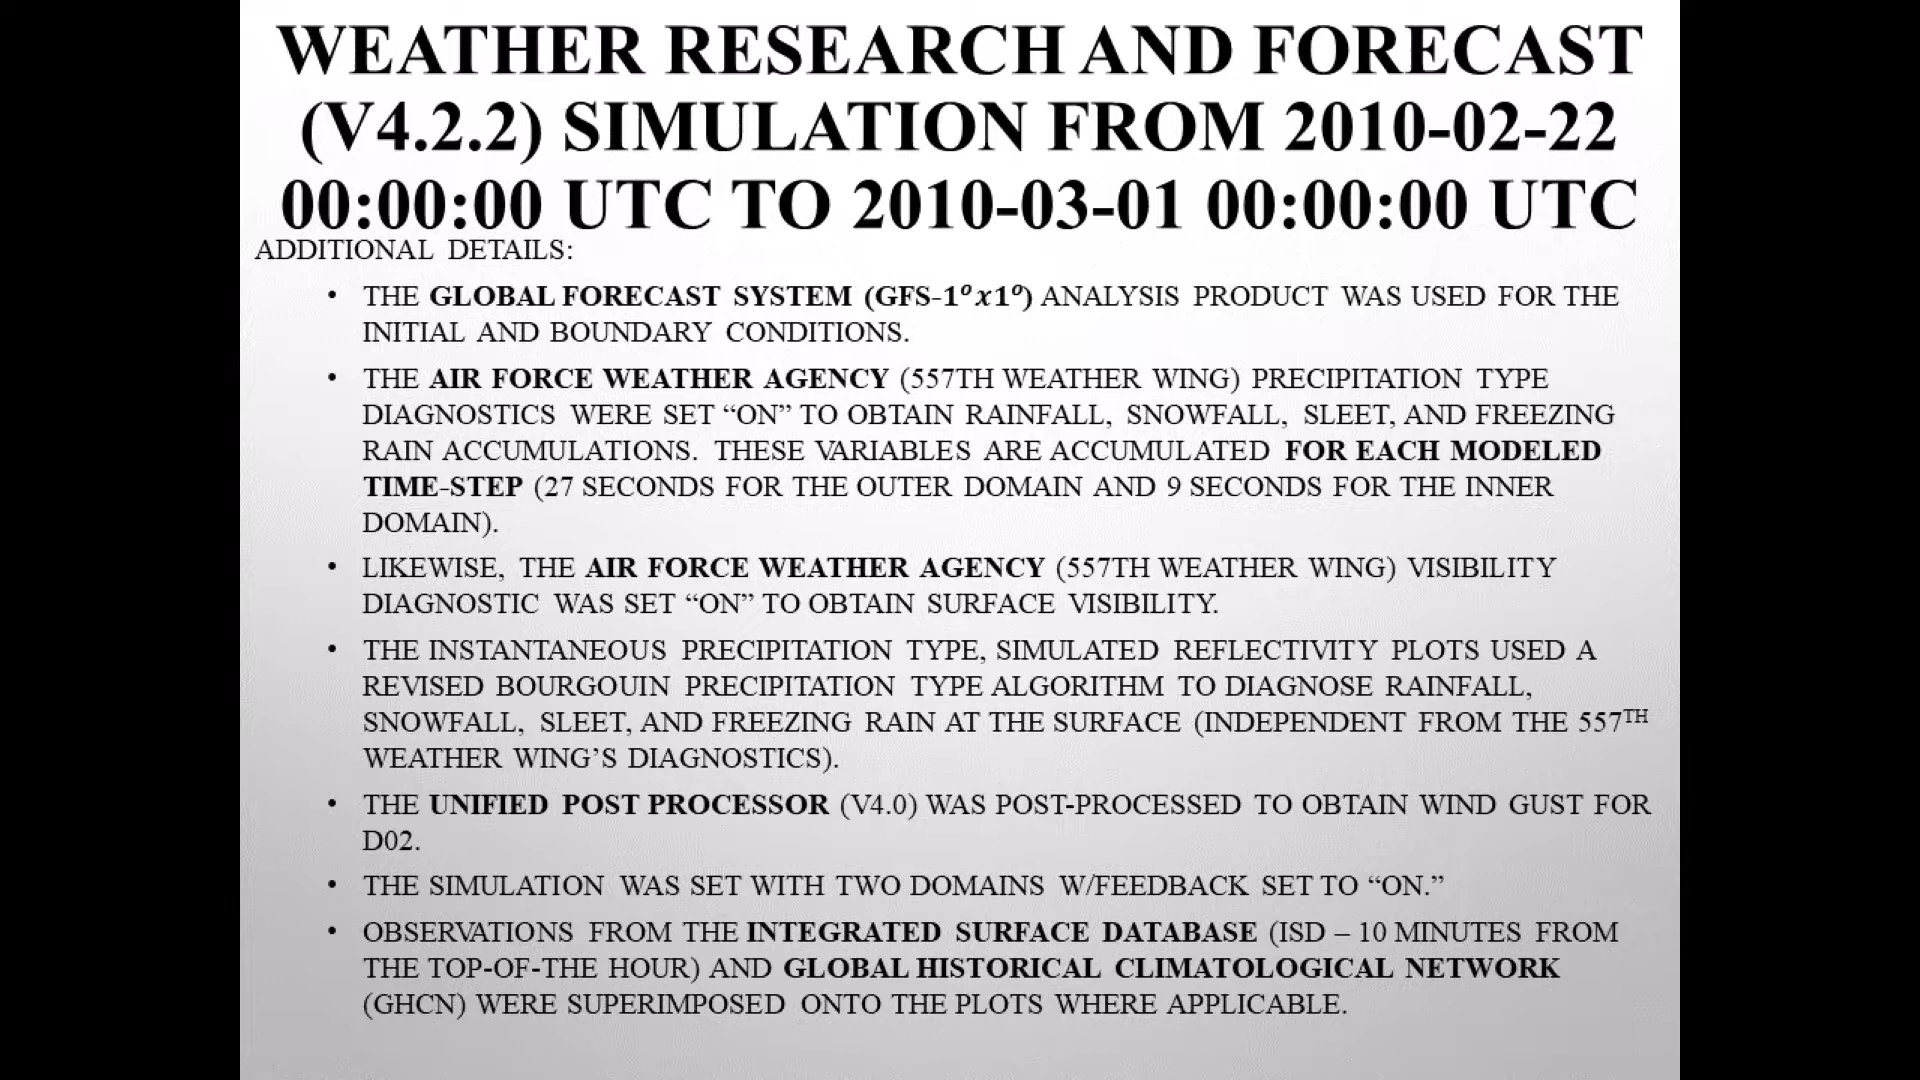 WEATHER RESEARCH AND FORECAST
(V4.2.2) SIMULATION FROM 2010-02-22
00:00:00 UTC TO 2010-03-01 00:00:00 UTC
ADDITIONAL DETAILS:
• THE GLOBAL FORECAST SYSTEM (GFS-1ºx1º) ANALYSIS PRODUCT WAS USED FOR THE
INITIAL AND BOUNDARY CONDITIONS.
• THE AIR FORCE WEATHER AGENCY (557TH WEATHER WING) PRECIPITATION TYPE
DIAGNOSTICS WERE SET “ON” TO OBTAIN RAINFALL, SNOWFALL, SLEET, AND FREEZING
RAIN ACCUMULATIONS. THESE VARIABLES ARE ACCUMULATED FOR EACH MODELED
TIME-STEP (27 SECONDS FOR THE OUTER DOMAIN AND 9 SECONDS FOR THE INNER
DOMAIN).
• LIKEWISE, THE AIR FORCE WEATHER AGENCY (557TH WEATHER WING) VISIBILITY
DIAGNOSTIC WAS SET “ON” TO OBTAIN SURFACE VISIBILITY.
• THE INSTANTANEOUS PRECIPITATION TYPE, SIMULATED REFLECTIVITY PLOTS USED A
REVISED BOURGOUIN PRECIPITATION TYPE ALGORITHM TO DIAGNOSE RAINFALL,
SNOWFALL, SLEET, AND FREEZING RAIN AT THE SURFACE (INDEPENDENT FROM THE 557TH
WEATHER WING’S DIAGNOSTICS).
• THE UNIFIED POST PROCESSOR (V4.0) WAS POST-PROCESSED TO OBTAIN WIND GUST FOR
D02.
• THE SIMULATION WAS SET WITH TWO DOMAINS W/FEEDBACK SET TO “ON.”
• OBSERVATIONS FROM THE INTEGRATED SURFACE DATABASE (ISD – 10 MINUTES FROM
THE TOP-OF-THE HOUR) AND GLOBAL HISTORICAL CLIMATOLOGICAL NETWORK
(GHCN) WERE SUPERIMPOSED ONTO THE PLOTS WHERE APPLICABLE.